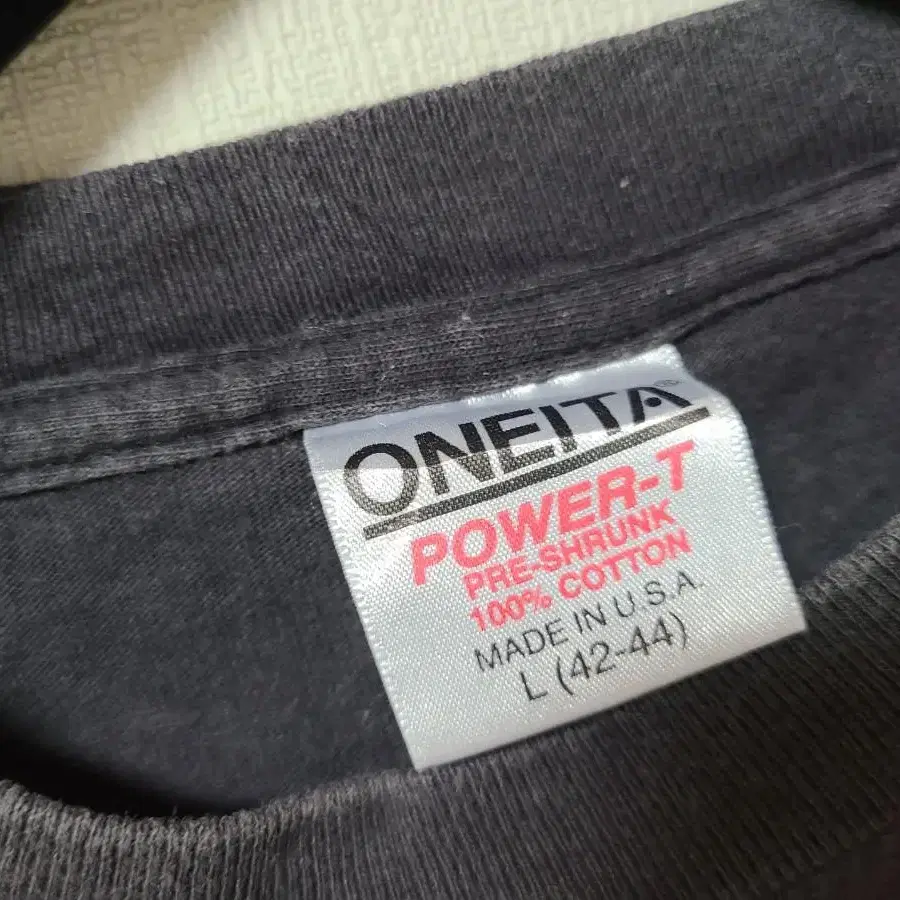 ONEITA®
POWER-T
PRE-SHRUNK
100% COTTON
MADE IN U.S.A.
L (42-44)